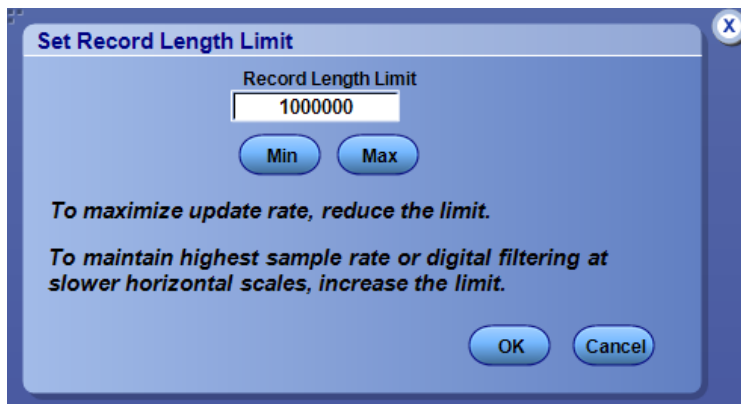 Set Record Length Limit
X
Record Length Limit
1000000
Min Max
To maximize update rate, reduce the limit.
To maintain highest sample rate or digital filtering at
slower horizontal scales, increase the limit.
OK Cancel